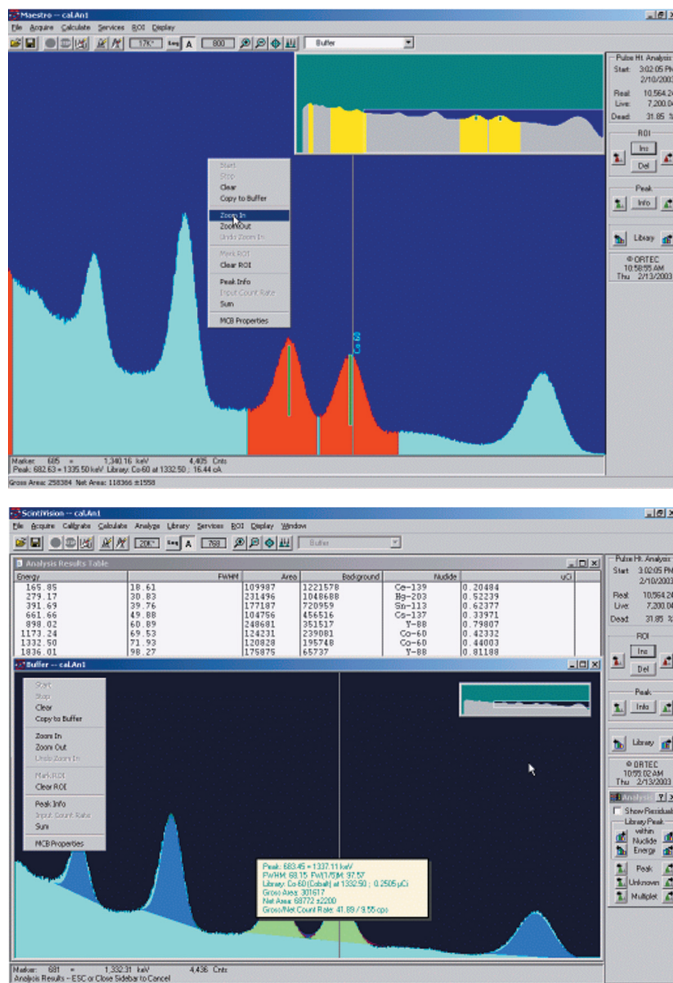 Maestro -- cal.An1
File Acquire Calculate Services ROI Display
17K Log A 800 Buffer
Pulse Ht. Analysis
Start: 3:02:05 PM
2/10/2003
Real: 10,564.24
Live: 7,200.0
Dead: 31.85 %
ROI
Ins
Del
Peak
Info
Library
© ORTEC
10:58:55 AM
Thu 2/13/2003
Start
Stop
Clear
Copy to Buffer
Zoom In
Zoom Out
Undo Zoom In
Mark ROI
Clear ROI
Peak Info
Input Count Rate
Sum
MCB Properties
Co-60
Marker: 685 = 1,340.16 keV 4,405 Cnts
Peak: 682.63 = 1335.50 keV Library: Co-60 at 1332.50 ; 16.44 cA
Gross Area: 258384 Net Area: 118366 ±1558
ScintiVision -- cal.An1
File Acquire Calibrate Calculate Analyze Library Services ROI Display Window
20K Log A 768 Buffer
Analysis Results Table
Energy FWHM Area Background Nuclide uCi
165.85 18.61 109987 1221578 Ce-139 0.20484
279.17 30.83 231496 1048688 Hg-203 0.52239
391.69 39.76 177187 720959 Sn-113 0.62377
661.66 49.88 104756 456516 Cs-137 0.33971
898.02 60.89 248681 351517 Y-88 0.79807
1173.24 69.53 124231 239081 Co-60 0.42332
1332.50 71.93 120828 195748 Co-60 0.44003
1836.01 98.27 175875 65737 Y-88 0.81188
Buffer -- cal.An1
Start
Stop
Clear
Copy to Buffer
Zoom In
Zoom Out
Undo Zoom In
Mark ROI
Clear ROI
Peak Info
Input Count Rate
Sum
MCB Properties
Peak: 683.45 = 1337.11 keV
FWHM: 68.15 FW(1/5)M: 97.57
Library: Co-60 (Cobalt) at 1332.50 ; 0.2505 µCi
Gross Area: 301617
Net Area: 68772 ±2200
Gross/Net Count Rate: 41.89 / 9.55 cps
Pulse Ht. Analysis
Start: 3:02:05 PM
2/10/2003
Real: 10,564.24
Live: 7,200.0
Dead: 31.85 %
ROI
Ins
Del
Peak
Info
Library
© ORTEC
10:55:02 AM
Thu 2/13/2003
Analysis
Show Residual
Library Peak
within
Nuclide
Energy
Peak
Unknown
Multiplet
Marker: 681 = 1,332.31 keV 4,436 Cnts
Analysis Results -- ESC or Close Sidebar to Cancel